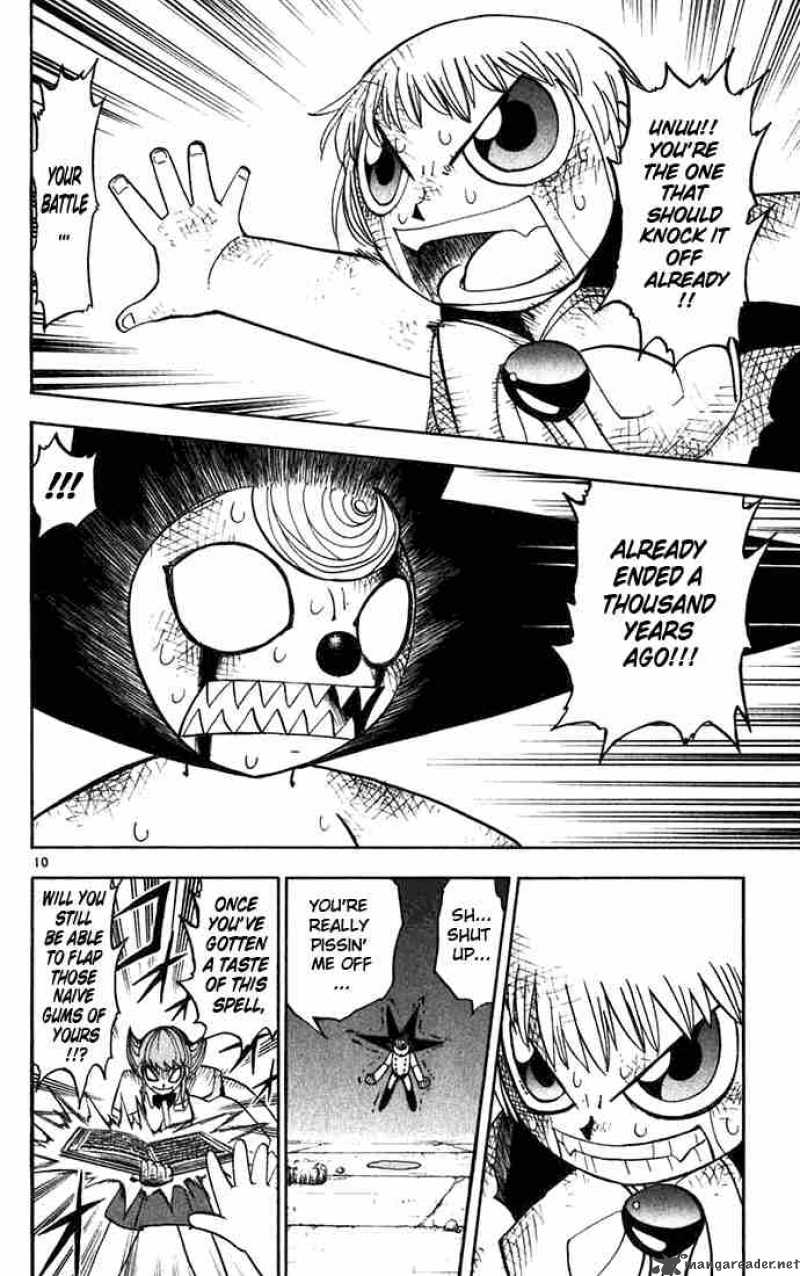 UNUU!!
YOU'RE
THE ONE
THAT
SHOULD
KNOCK IT
OFF
ALREADY
!!
YOUR
BATTLE
...
ALREADY
ENDED A
THOUSAND
YEARS
AGO!!!
!!!
10
SH...
SHUT
UP...
YOU'RE
REALLY
PISSIN'
ME OFF
...
ONCE
YOU'VE
GOTTEN
A TASTE
OF THIS
SPELL,
WILL YOU
STILL
BE ABLE
TO FLAP
THOSE
NAIVE
GUMS OF
YOURS
!!?
mangareader.net